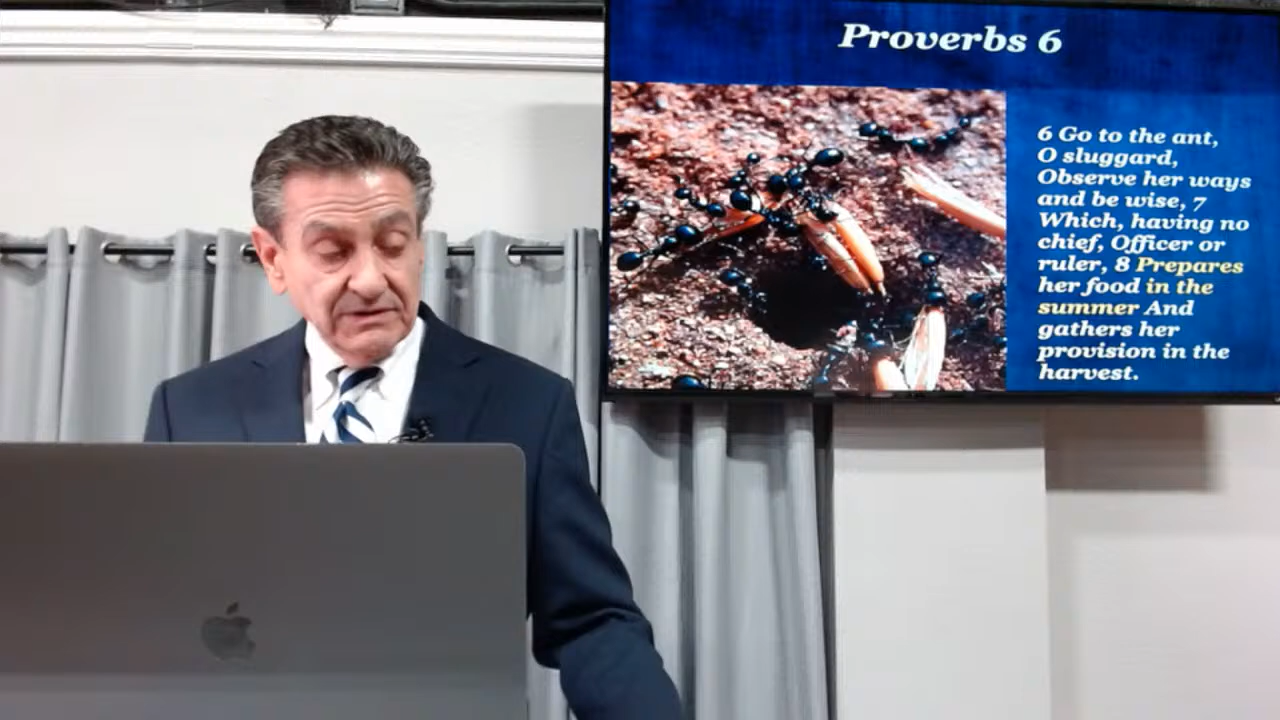 Proverbs 6
6 Go to the ant,
O sluggard,
Observe her ways
and be wise, 7
Which, having no
chief, Officer or
ruler, 8 Prepares
her food in the
summer And
gathers her
provision in the
harvest.